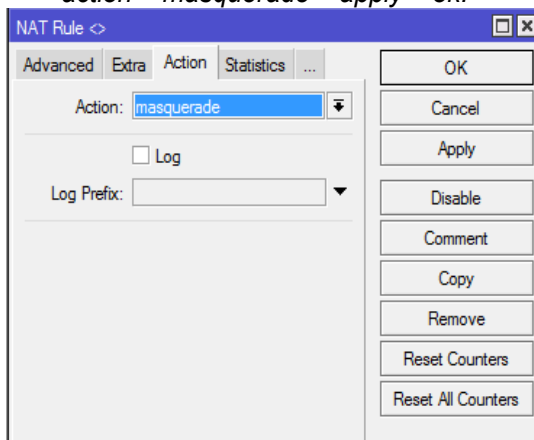 action – masquerade – apply – ok.
NAT Rule <>
Advanced Extra Action Statistics ...
Action: masquerade
Log
Log Prefix:
OK
Cancel
Apply
Disable
Comment
Copy
Remove
Reset Counters
Reset All Counters